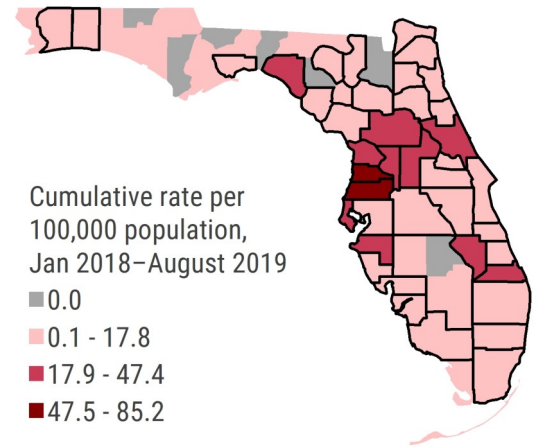 Cumulative rate per
100,000 population,
Jan 2018–August 2019
0.0
0.1 - 17.8
17.9 - 47.4
47.5 - 85.2